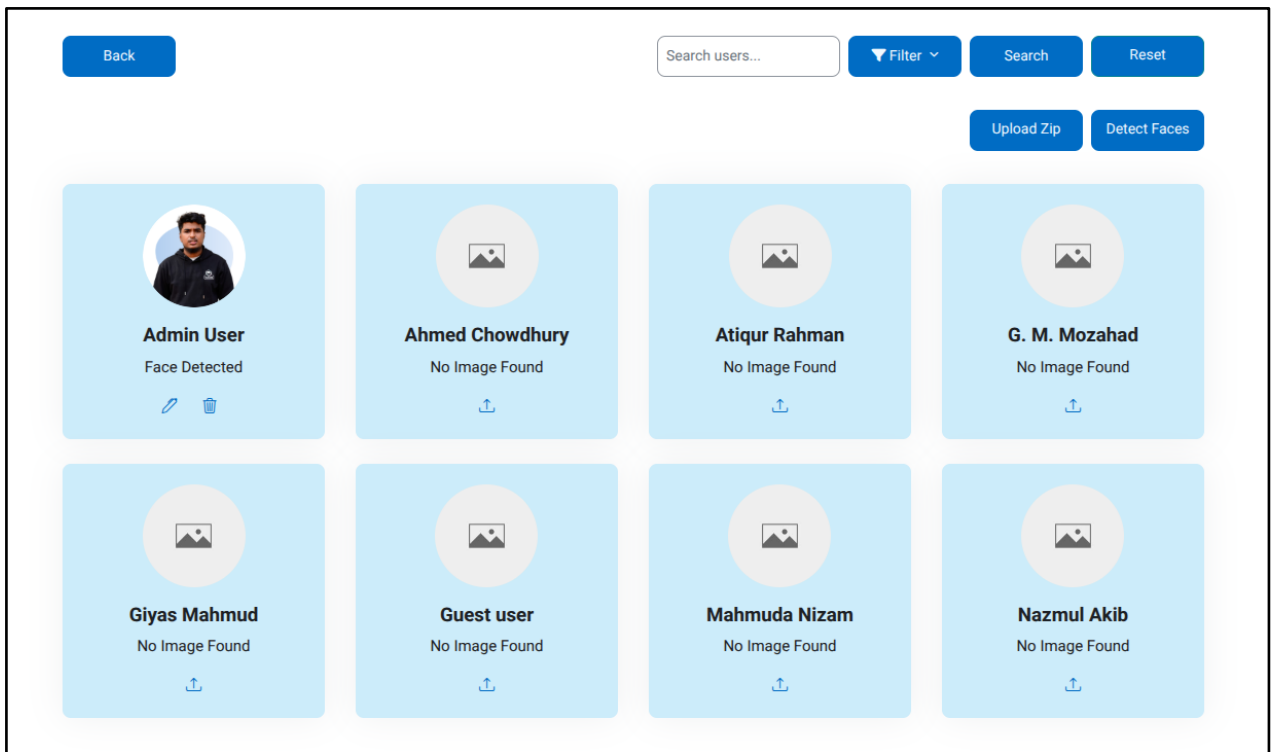 Back
Search users...
Filter
Search
Reset
Upload Zip
Detect Faces
Admin User
Face Detected
Ahmed Chowdhury
No Image Found
Atiqur Rahman
No Image Found
G. M. Mozahad
No Image Found
Giyas Mahmud
No Image Found
Guest user
No Image Found
Mahmuda Nizam
No Image Found
Nazmul Akib
No Image Found